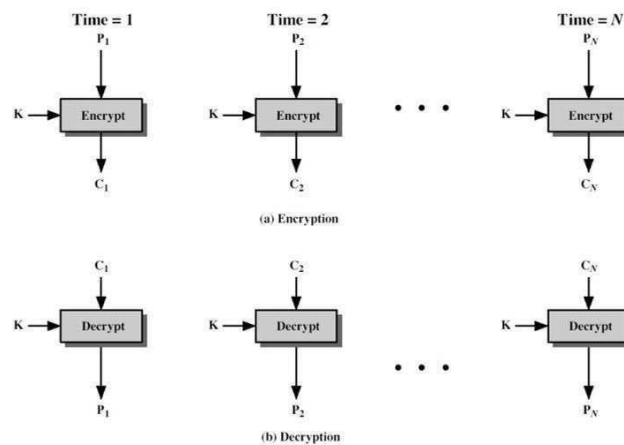 Time = 1 Time = 2 Time = N
P1 P2 PN
K Encrypt K Encrypt • • • K Encrypt
C1 C2 CN
(a) Encryption
C1 C2 CN
K Decrypt K Decrypt K Decrypt
• • •
P1 P2 PN
(b) Decryption